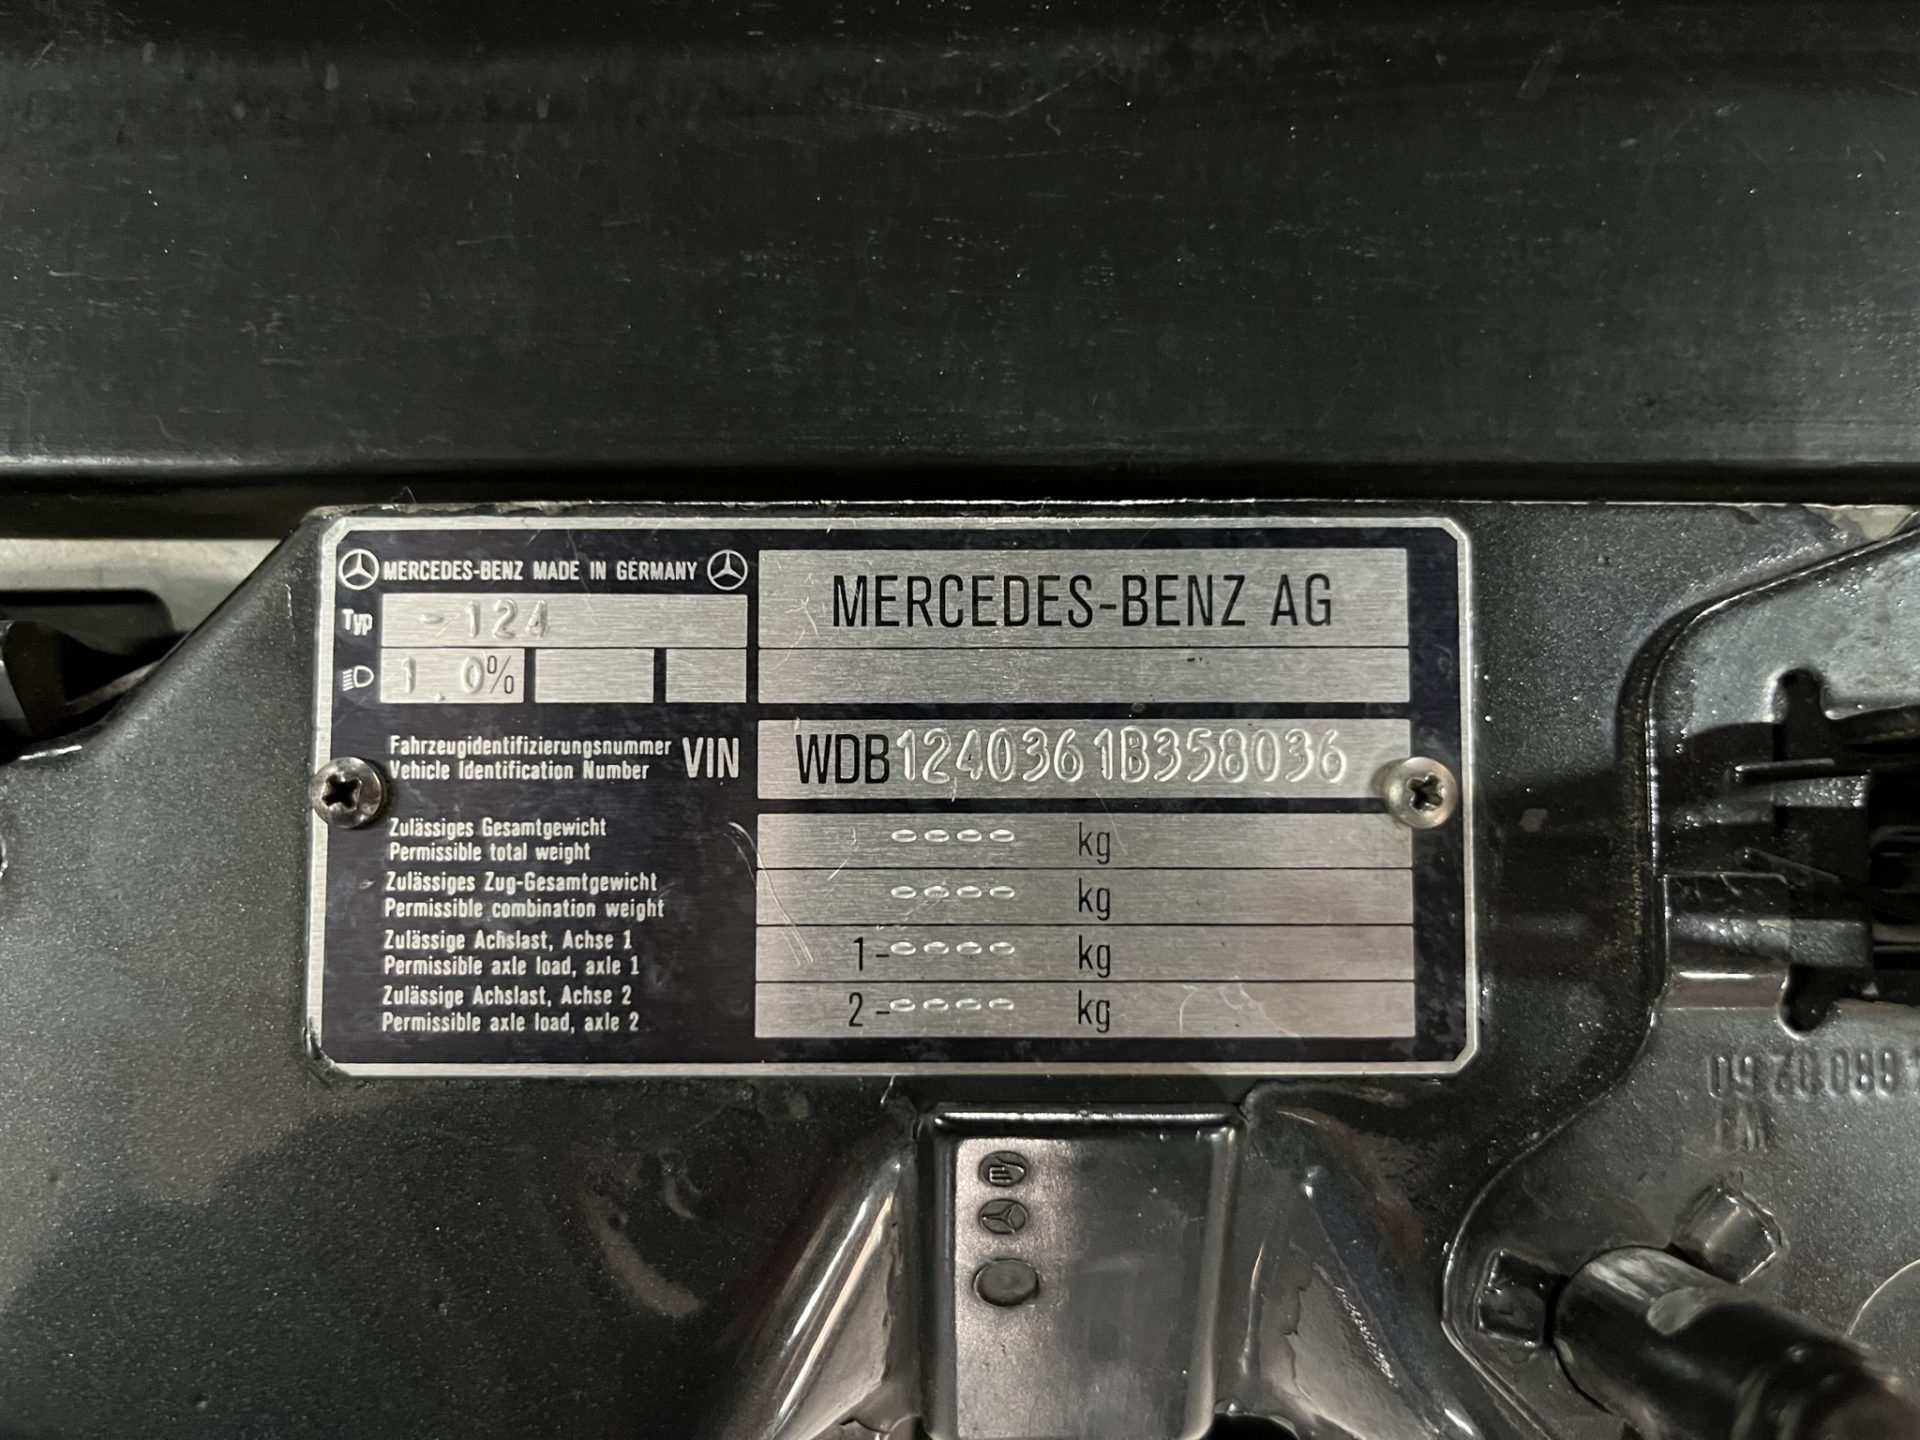 MERCEDES-BENZ MADE IN GERMANY
MERCEDES-BENZ AG
Typ -124
1.0%
Fahrzeugidentifizierungsnummer
Vehicle Identification Number
VIN
WDB1240361B358036
Zulässiges Gesamtgewicht
Permissible total weight
---- kg
Zulässiges Zug-Gesamtgewicht
Permissible combination weight
---- kg
Zulässige Achslast, Achse 1
Permissible axle load, axle 1
1- ---- kg
Zulässige Achslast, Achse 2
Permissible axle load, axle 2
2- ---- kg